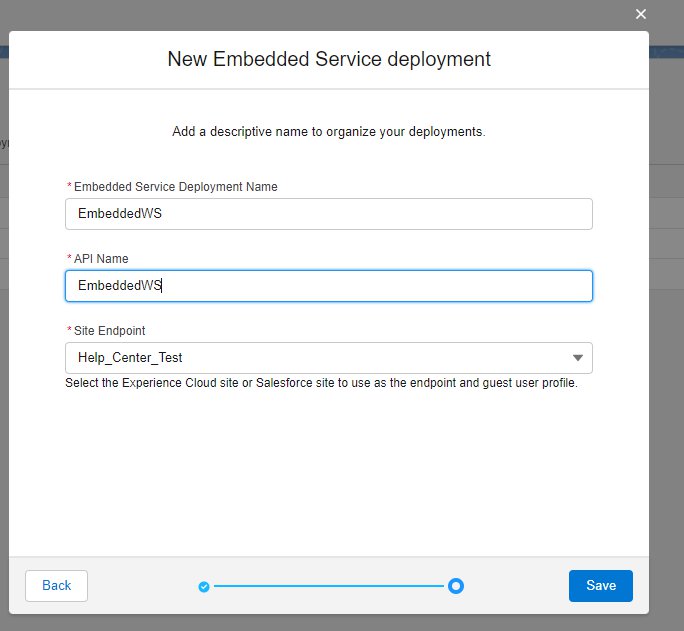 New Embedded Service deployment
Add a descriptive name to organize your deployments.
* Embedded Service Deployment Name
EmbeddedWS
* API Name
EmbeddedWS
* Site Endpoint
Help_Center_Test
Select the Experience Cloud site or Salesforce site to use as the endpoint and guest user profile.
Back
Save